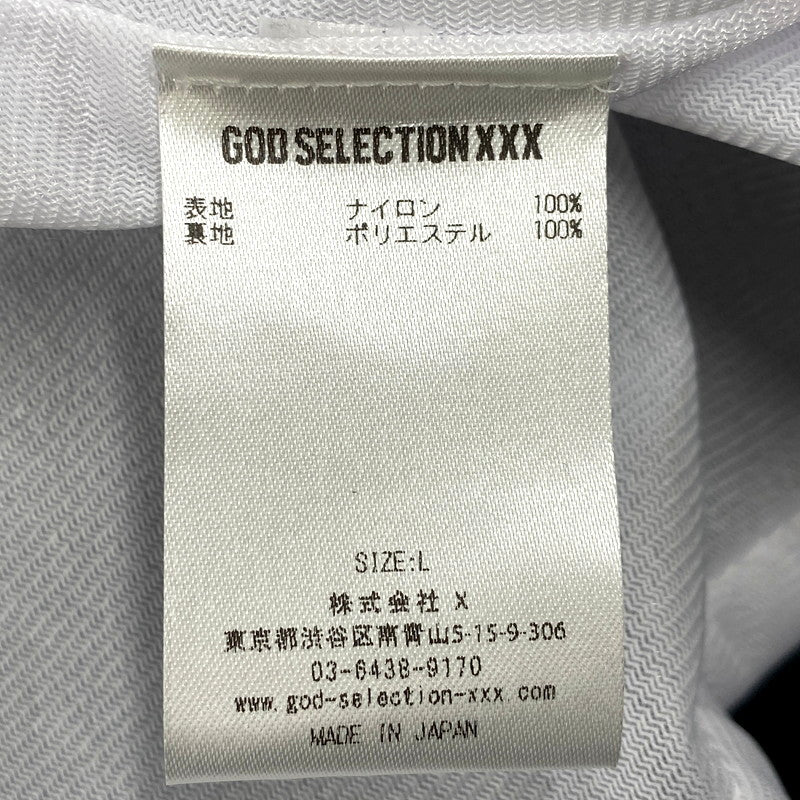 GOD SELECTION XXX
表地 ナイロン 100%
裏地 ポリエステル 100%
SIZE:L
株式会社 X
東京都渋谷区南青山5-15-9-306
03-6438-9170
www.god-selection-xxx.com
MADE IN JAPAN